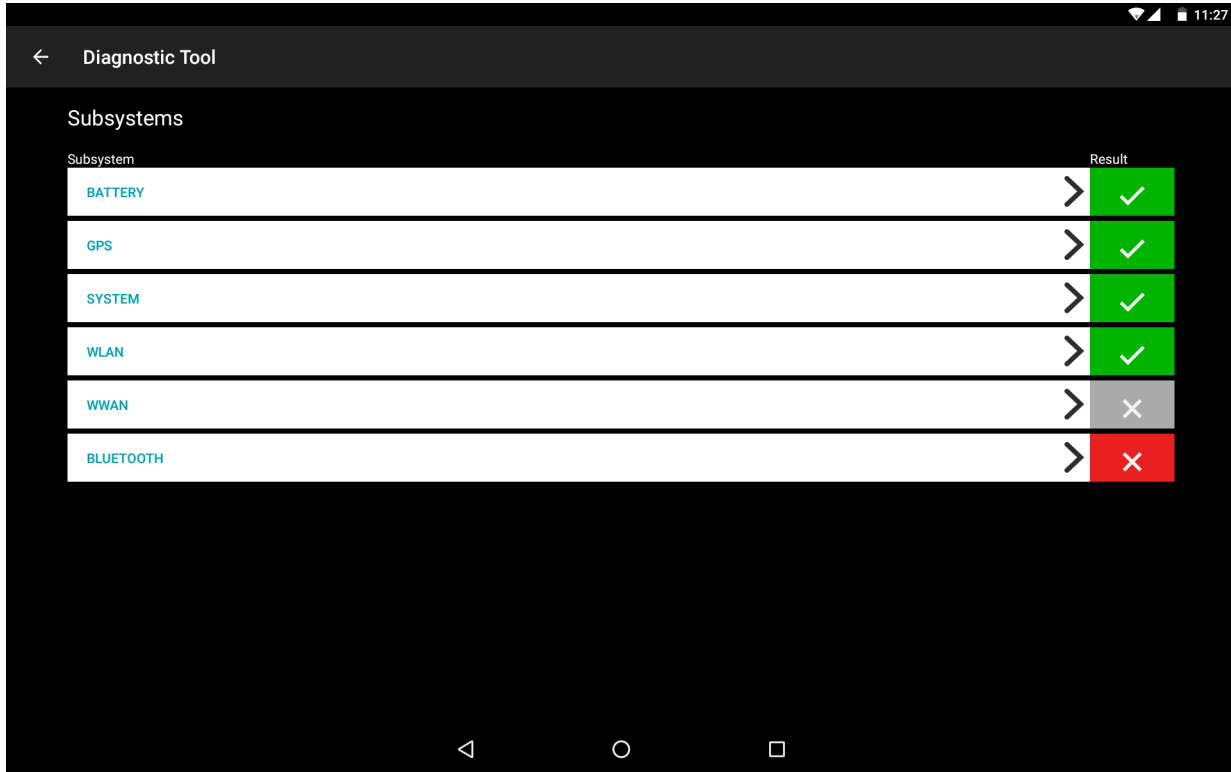 11:27
Diagnostic Tool
Subsystems
Subsystem Result
BATTERY
GPS
SYSTEM
WLAN
WWAN
BLUETOOTH